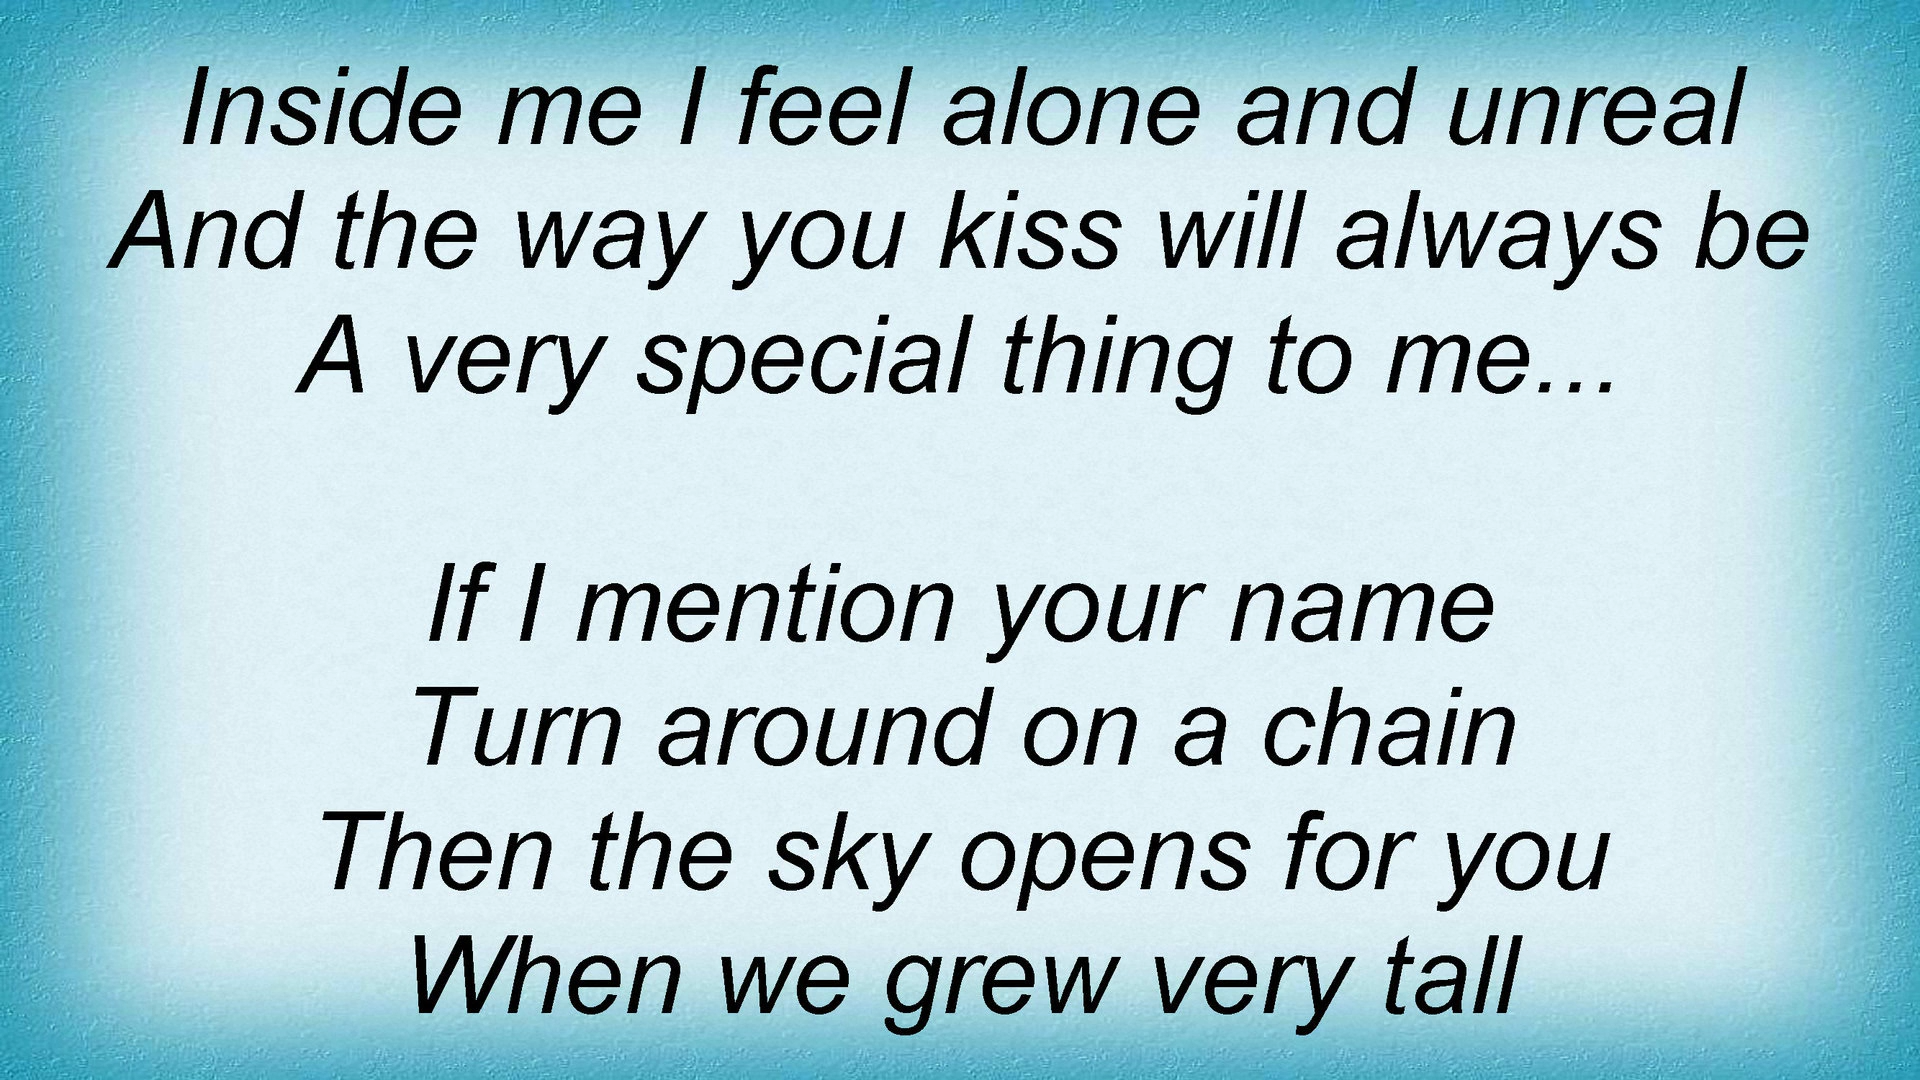 Inside me I feel alone and unreal
And the way you kiss will always be
A very special thing to me...
If I mention your name
Turn around on a chain
Then the sky opens for you
When we grew very tall